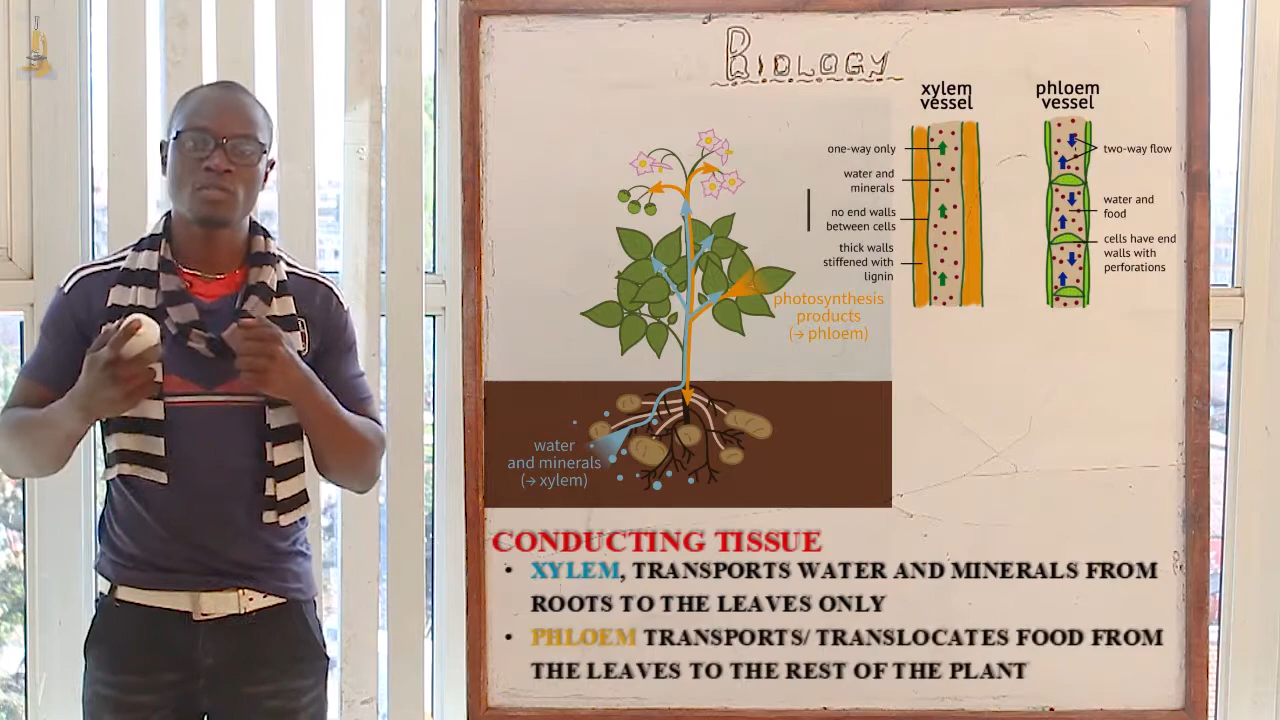 BIOLOGY
xylem
vessel
phloem
vessel
one-way only
water and
minerals
no end walls
between cells
thick walls
stiffened with
lignin
two-way flow
water and
food
cells have end
walls with
perforations
photosynthesis
products
(→ phloem)
water
and minerals
(→ xylem)
CONDUCTING TISSUE
• XYLEM, TRANSPORTS WATER AND MINERALS FROM
ROOTS TO THE LEAVES ONLY
• PHLOEM TRANSPORTS/ TRANSLOCATES FOOD FROM
THE LEAVES TO THE REST OF THE PLANT